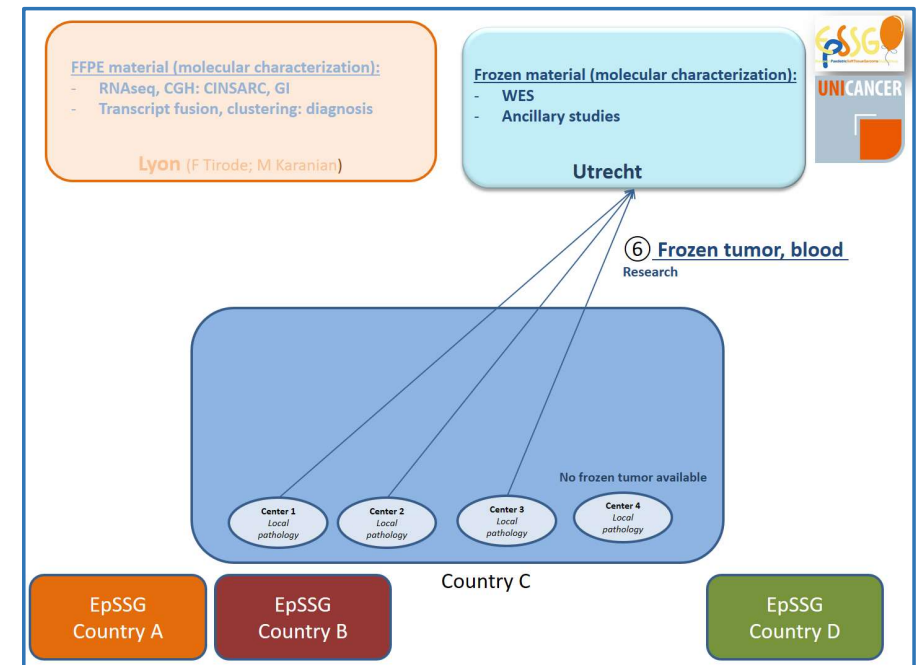 FFPE material (molecular characterization):
- RNAseq, CGH: CINSARC, GI
- Transcript fusion, clustering: diagnosis
Lyon (F Tirode; M Karanian)
Frozen material (molecular characterization):
- WES
- Ancillary studies
Utrecht
EpSSG
UNICANCER
⑥ Frozen tumor, blood
Research
No frozen tumor available
Center 1
Local
pathology
Center 2
Local
pathology
Center 3
Local
pathology
Center 4
Local
pathology
Country C
EpSSG
Country A
EpSSG
Country B
EpSSG
Country D